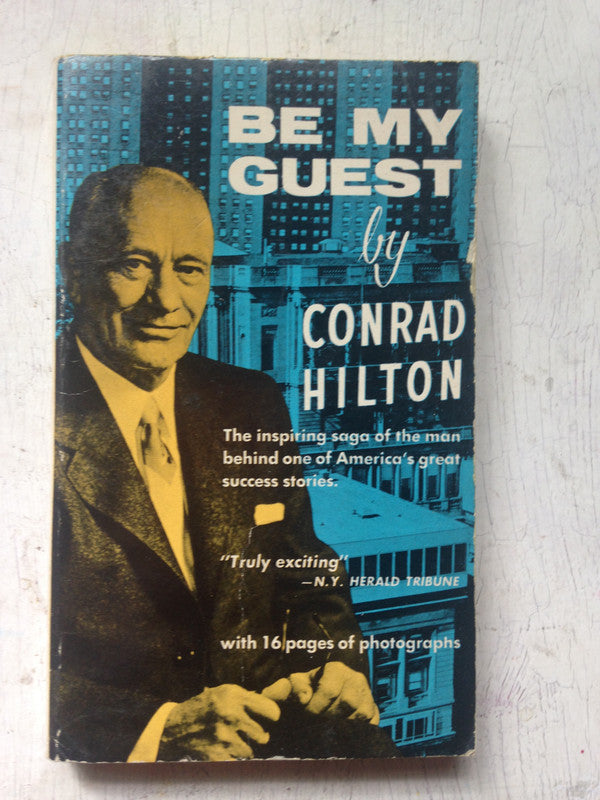 BE MY
GUEST
by
CONRAD
HILTON
The inspiring saga of the man
behind one of America's great
success stories.
"Truly exciting"
—N.Y. HERALD TRIBUNE
with 16 pages of photographs